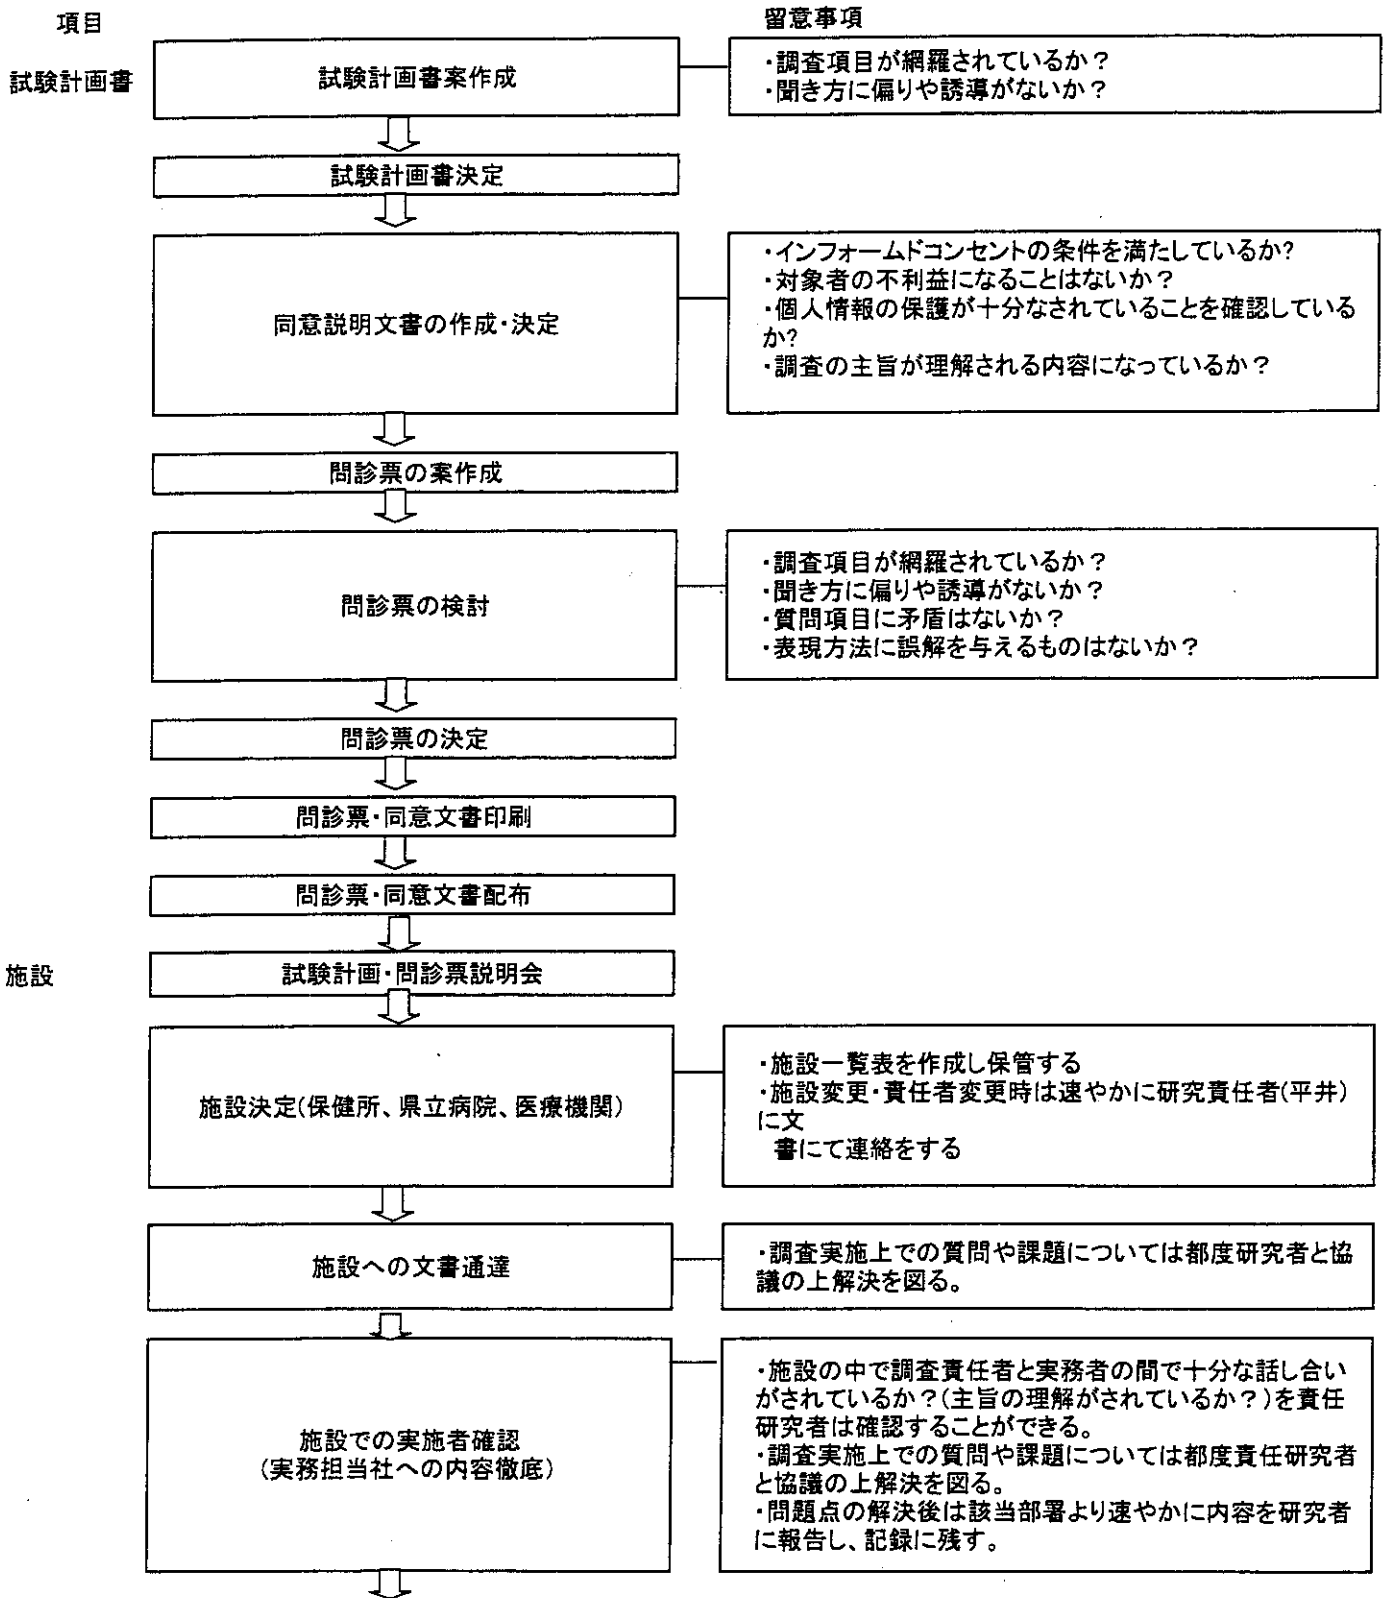 項目
留意事項
試験計画書
試験計画書案作成
・調査項目が網羅されているか？
・聞き方に偏りや誘導がないか？
試験計画書決定
同意説明文書の作成・決定
・インフォームドコンセントの条件を満たしているか?
・対象者の不利益になることはないか？
・個人情報の保護が十分なされていることを確認している
か?
・調査の主旨が理解される内容になっているか？
問診票の案作成
問診票の検討
・調査項目が網羅されているか？
・聞き方に偏りや誘導がないか？
・質問項目に矛盾はないか？
・表現方法に誤解を与えるものはないか？
問診票の決定
問診票・同意文書印刷
問診票・同意文書配布
施設
試験計画・問診票説明会
施設決定(保健所、県立病院、医療機関)
・施設一覧表を作成し保管する
・施設変更・責任者変更時は速やかに研究責任者(平井)
に文
書にて連絡をする
施設への文書通達
・調査実施上での質問や課題については都度研究者と協
議の上解決を図る。
施設での実施者確認
(実務担当社への内容徹底)
・施設の中で調査責任者と実務者の間で十分な話し合い
がされているか？(主旨の理解がされているか？)を責任
研究者は確認することができる。
・調査実施上での質問や課題については都度責任研究者
と協議の上解決を図る。
・問題点の解決後は該当部署より速やかに内容を研究者
に報告し、記録に残す。